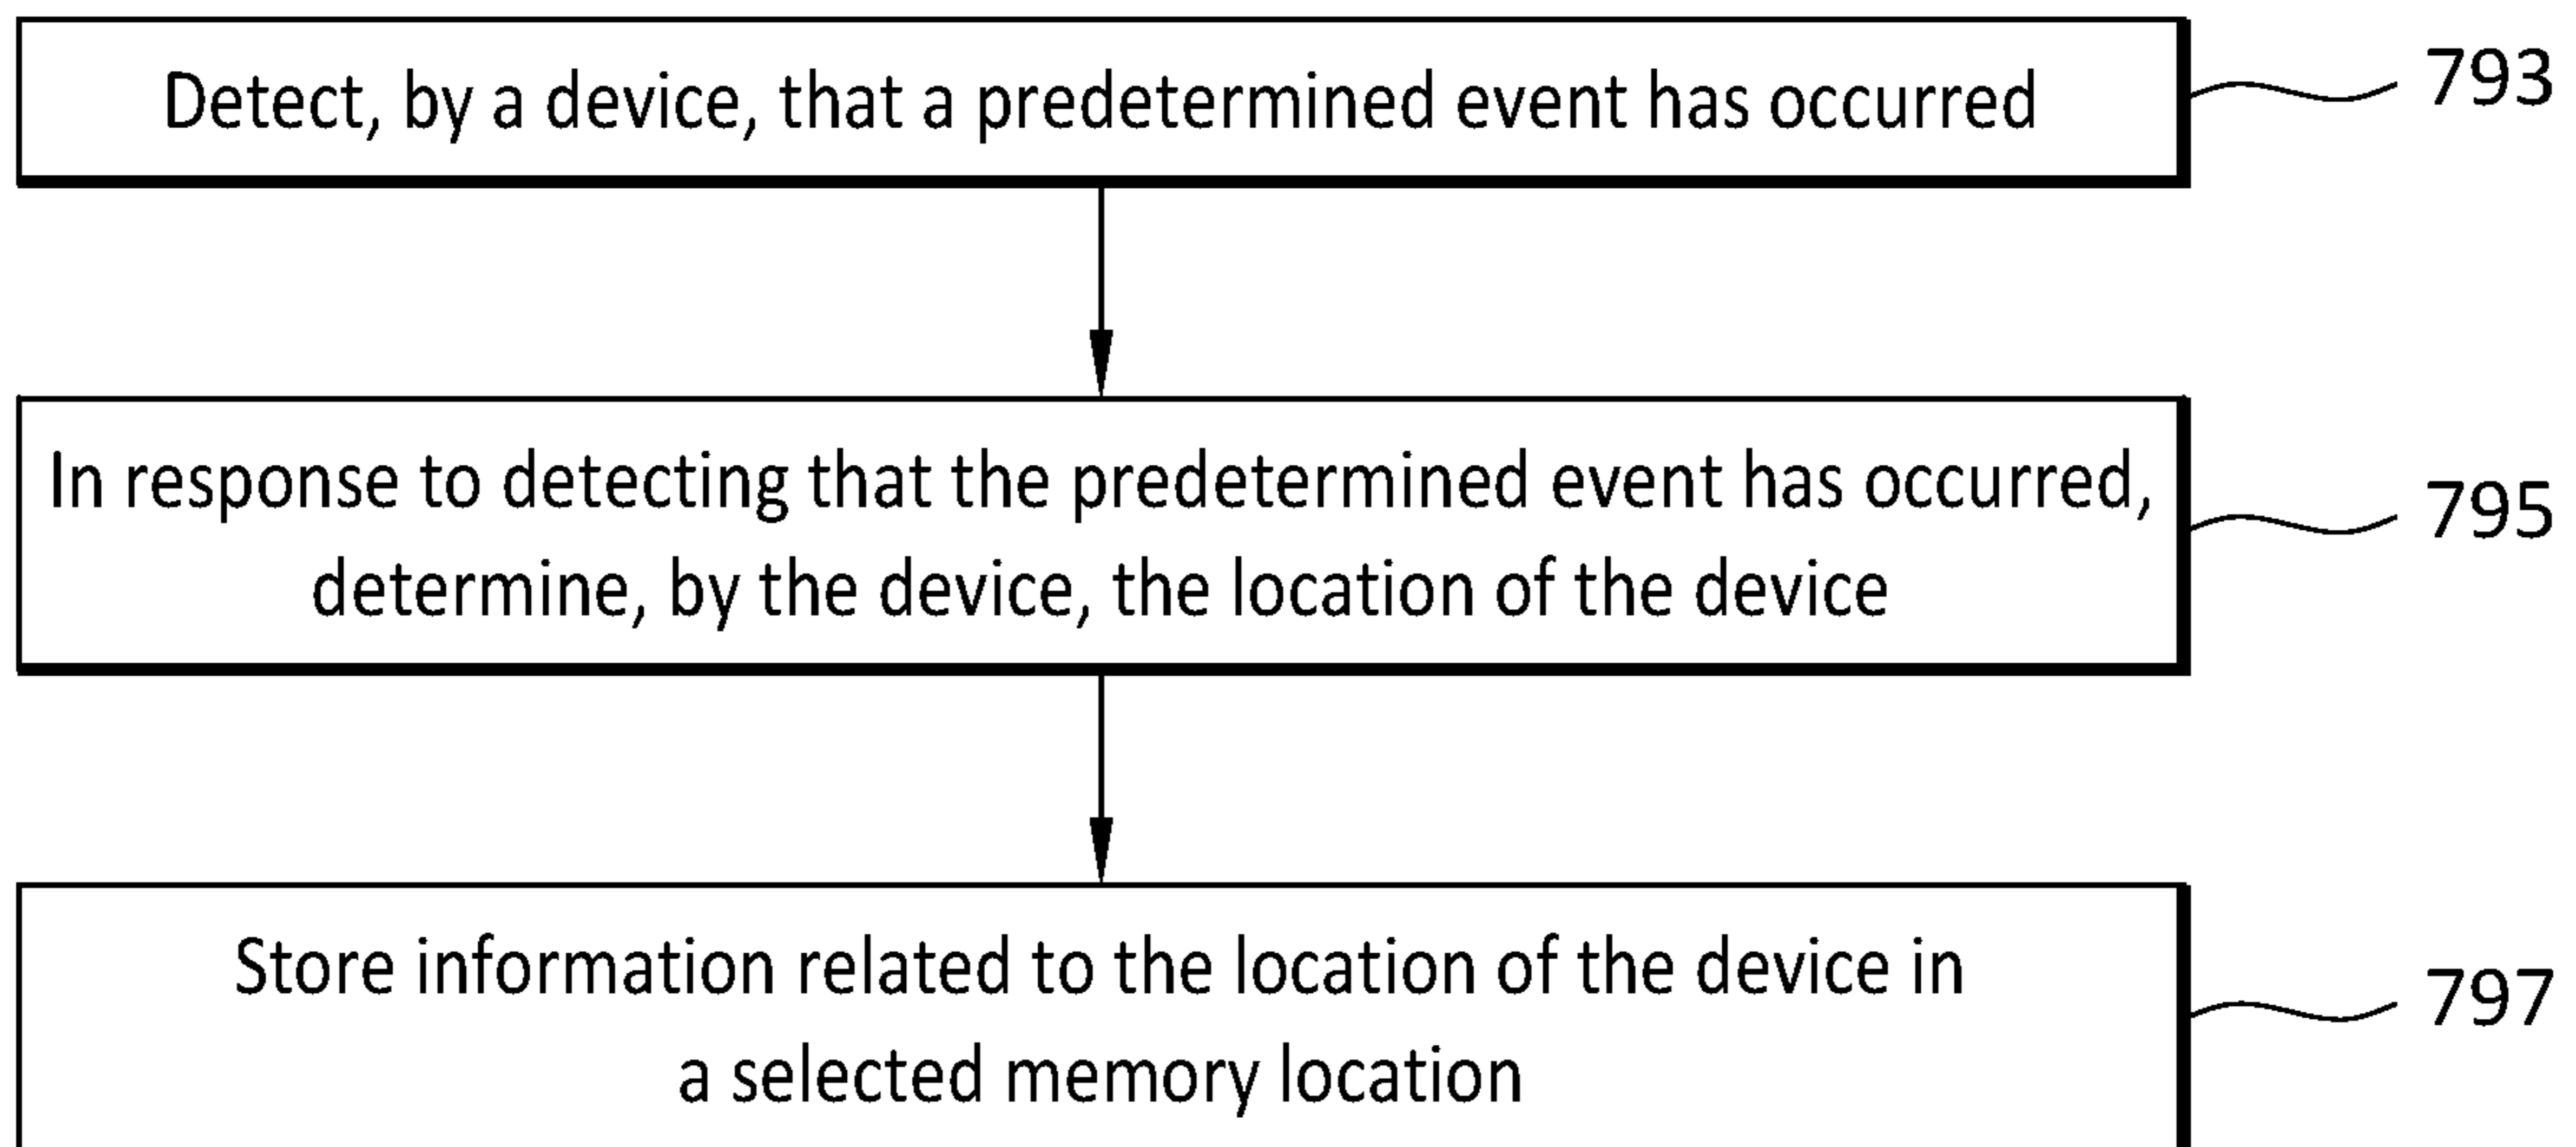 Detect, by a device, that a predetermined event has occurred
793
In response to detecting that the predetermined event has occurred,
determine, by the device, the location of the device
795
Store information related to the location of the device in
a selected memory location
797